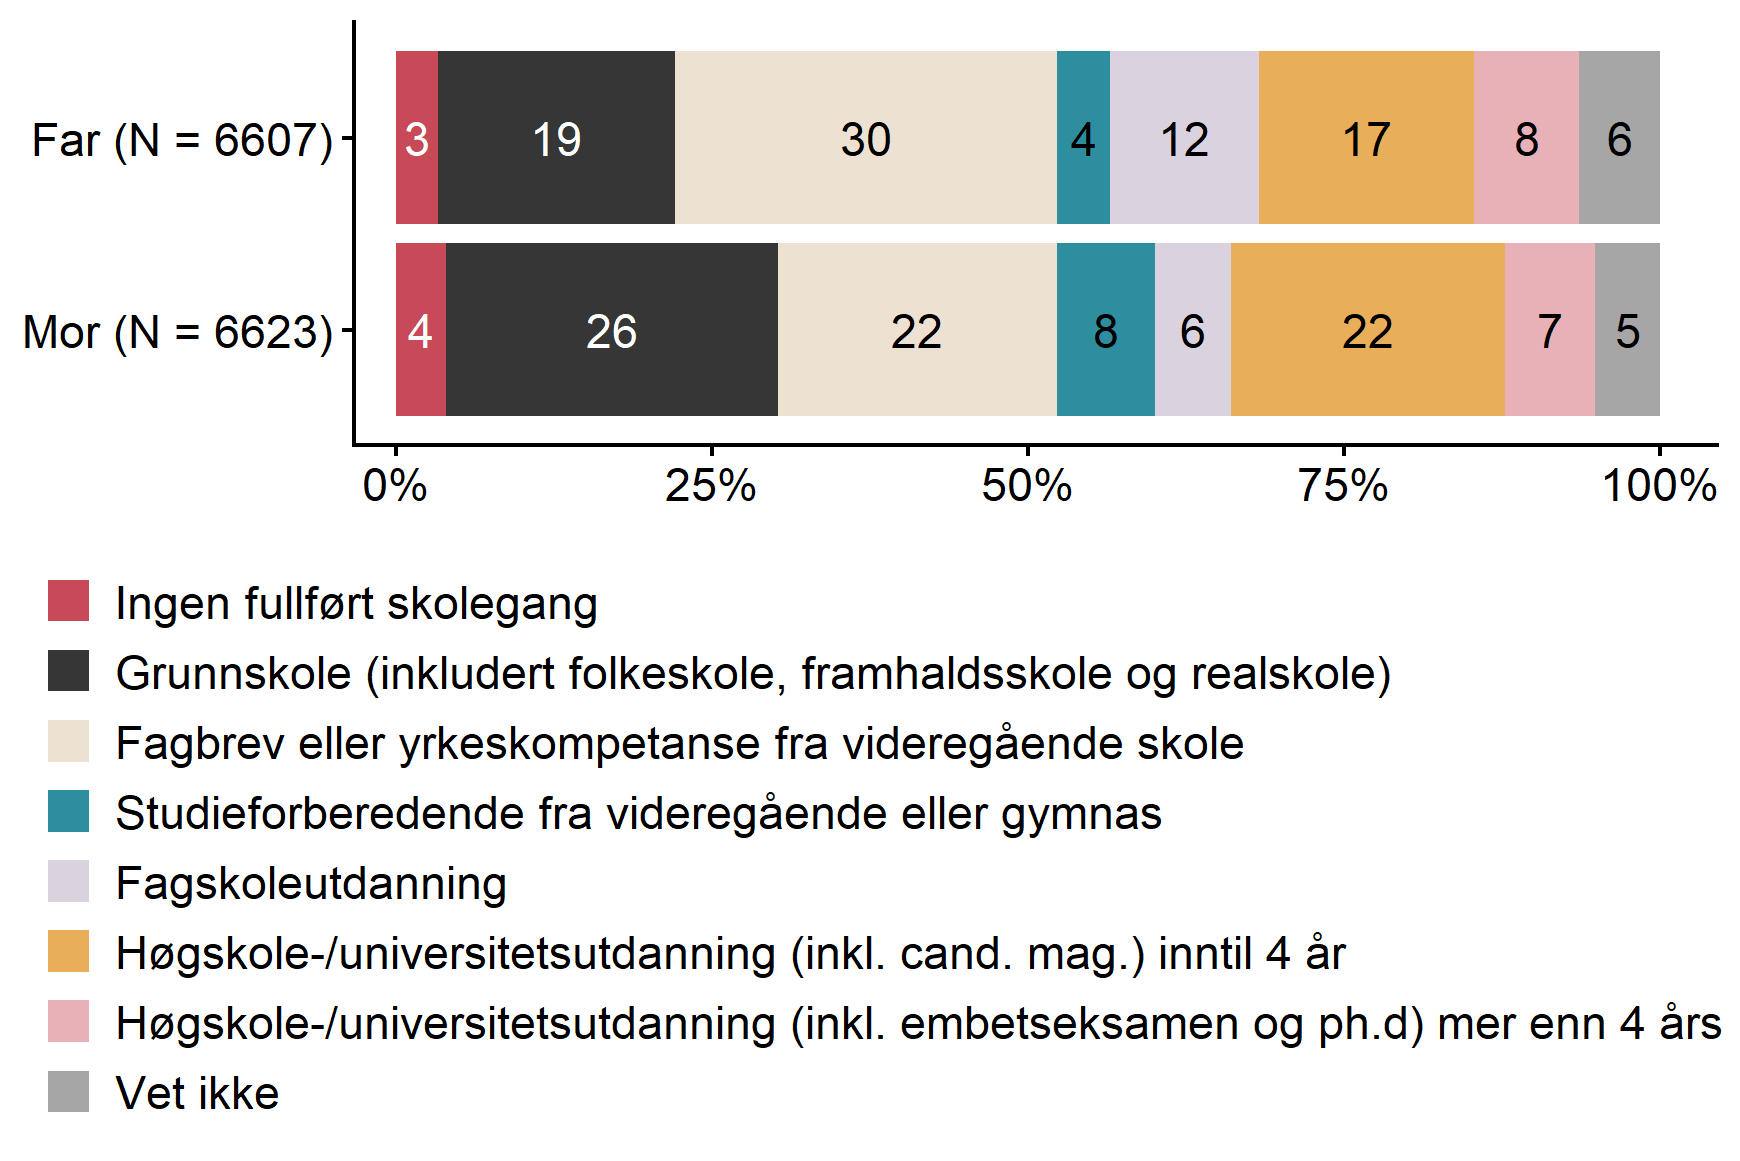 Far (N = 6607) 3 19 30 4 12 17 8 6
Mor (N = 6623) 4 26 22 8 6 22 7 5
0% 25% 50% 75% 100%
Ingen fullført skolegang
Grunnskole (inkludert folkeskole, framhaldsskole og realskole)
Fagbrev eller yrkeskompetanse fra videregående skole
Studieforberedende fra videregående eller gymnas
Fagskoleutdanning
Høgskole-/universitetsutdanning (inkl. cand. mag.) inntil 4 år
Høgskole-/universitetsutdanning (inkl. embetseksamen og ph.d) mer enn 4 års
Vet ikke